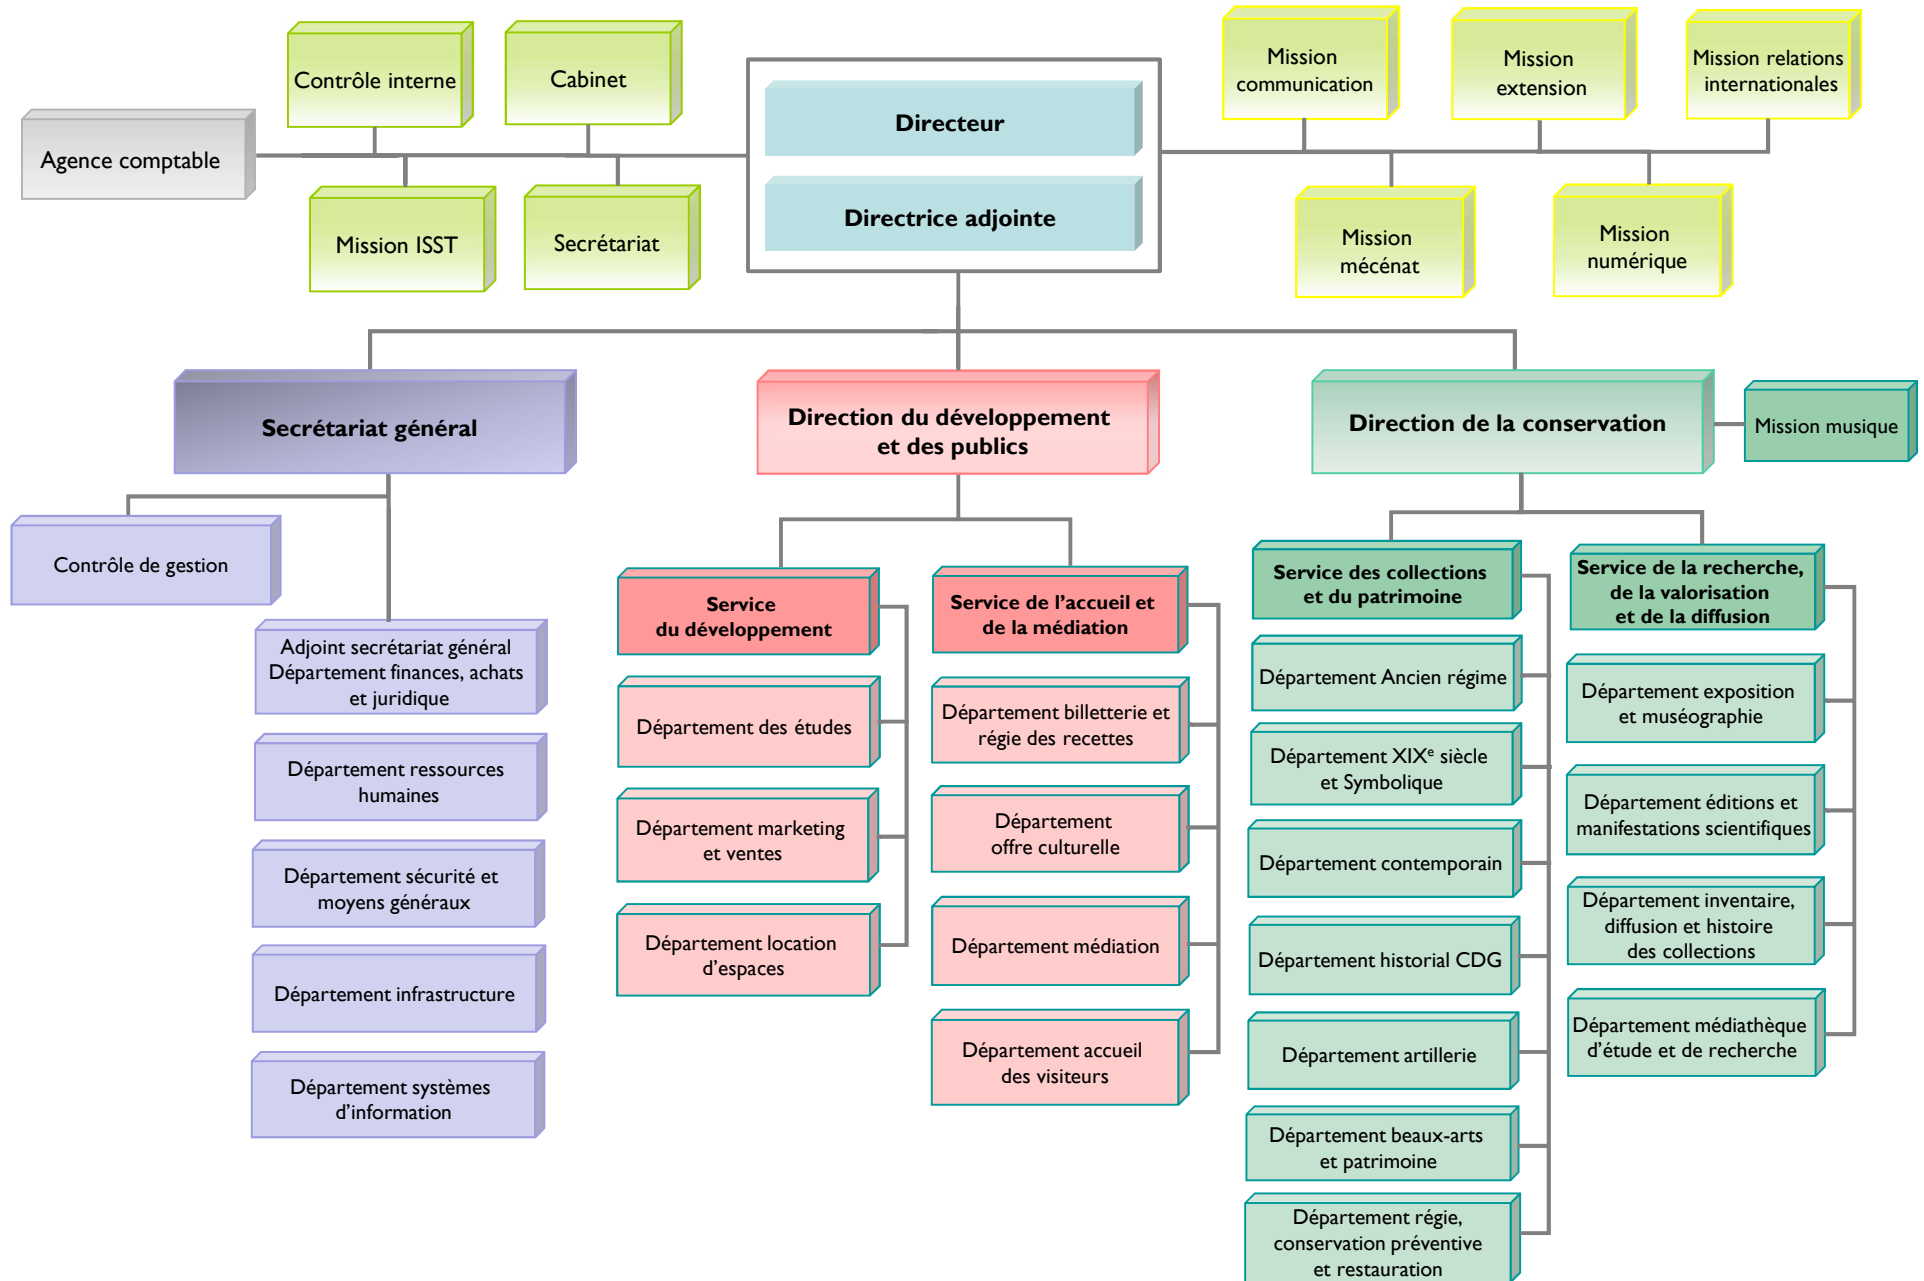 Contrôle interne
Cabinet
Agence comptable
Mission ISST
Secrétariat
Directeur
Directrice adjointe
Mission
communication
Mission
extension
Mission relations
internationales
Mission
mécénat
Mission
numérique
Secrétariat général
Contrôle de gestion
Adjoint secrétariat général
Département finances, achats
et juridique
Département ressources
humaines
Département sécurité et
moyens généraux
Département infrastructure
Département systèmes
d'information
Direction du développement
et des publics
Service
du développement
Département des études
Département marketing
et ventes
Département location
d'espaces
Service de l'accueil et
de la médiation
Département billetterie et
régie des recettes
Département
offre culturelle
Département médiation
Département accueil
des visiteurs
Direction de la conservation
Mission musique
Service des collections
et du patrimoine
Département Ancien régime
Département XIXe siècle
et Symbolique
Département contemporain
Département historial CDG
Département artillerie
Département beaux-arts
et patrimoine
Département régie,
conservation préventive
et restauration
Service de la recherche,
de la valorisation
et de la diffusion
Département exposition
et muséographie
Département éditions et
manifestations scientifiques
Département inventaire,
diffusion et histoire
des collections
Département médiathèque
d'étude et de recherche